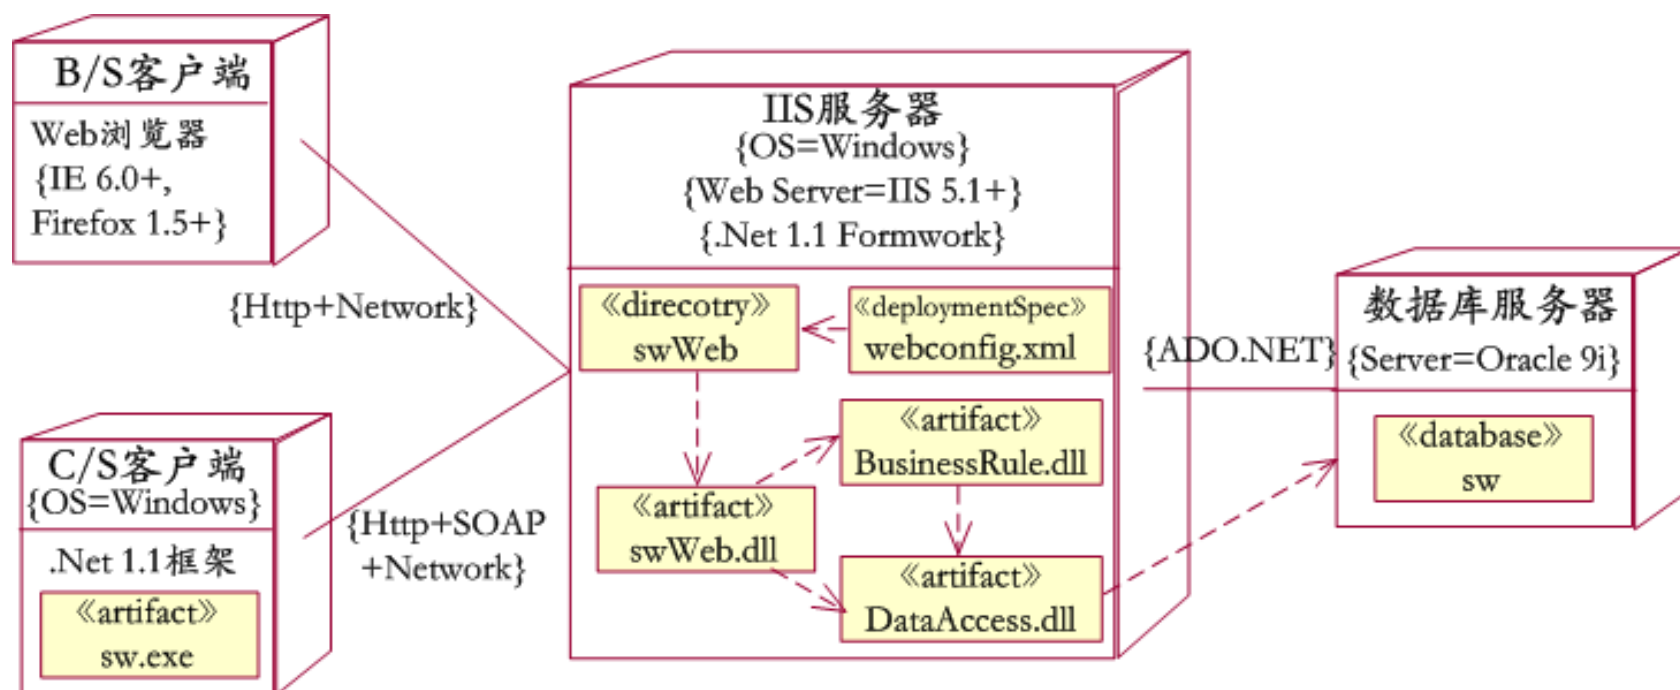 B/S客户端
Web浏览器
{IE 6.0+,
Firefox 1.5+}
{Http+Network}
C/S客户端
{OS=Windows}
.Net 1.1框架
《artifact》
sw.exe
{Http+SOAP
+Network}
IIS服务器
{OS=Windows}
{Web Server=IIS 5.1+}
{.Net 1.1 Formwork}
《direcotry》
swWeb
《deploymentSpec》
webconfig.xml
《artifact》
BusinessRule.dll
《artifact》
swWeb.dll
《artifact》
DataAccess.dll
{ADO.NET}
数据库服务器
{Server=Oracle 9i}
《database》
sw